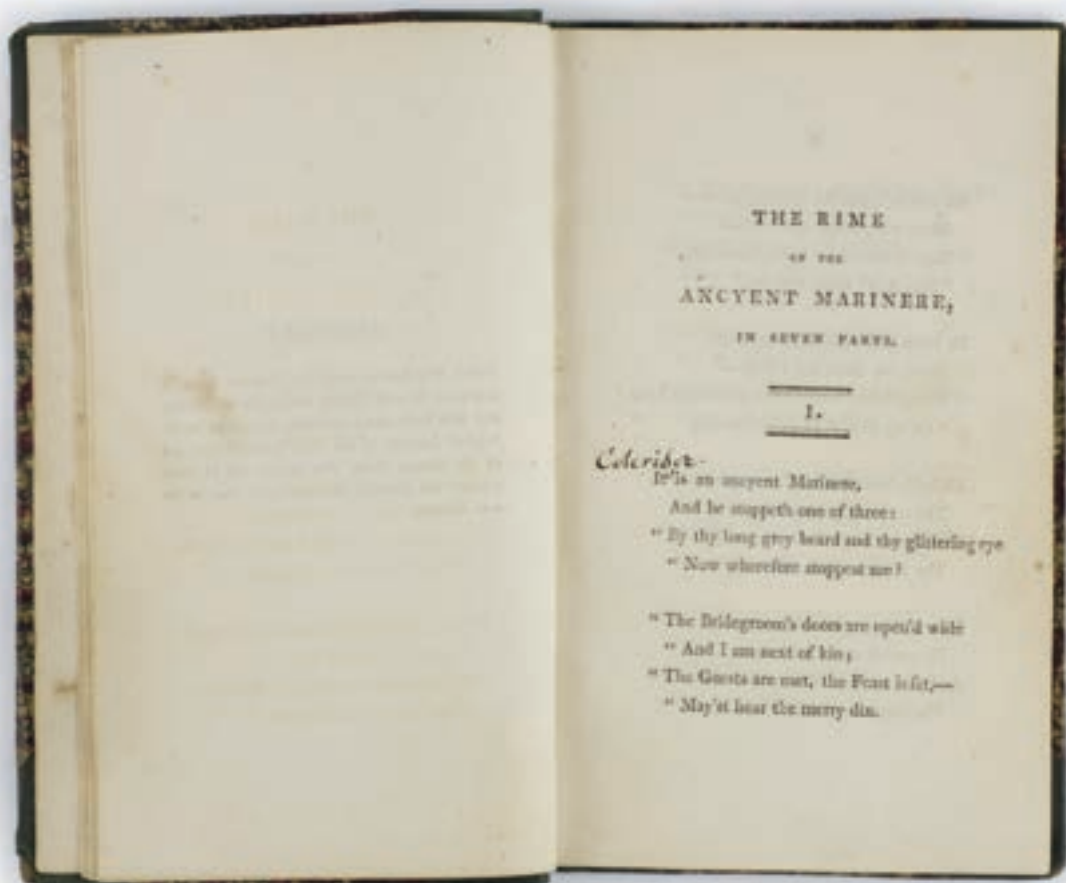 THE RIME
OF THE
ANCYENT MARINERE,
IN SEVEN PARTS.
I.
It is an ancyent Marinere,
And he stoppeth one of three:
"By thy long grey beard and thy glittering eye
"Now wherefore stoppest me?
"The Bridegroom's doors are open'd wide
"And I am next of kin;
"The Guests are met, the Feast is set,—
"May'st hear the merry din.